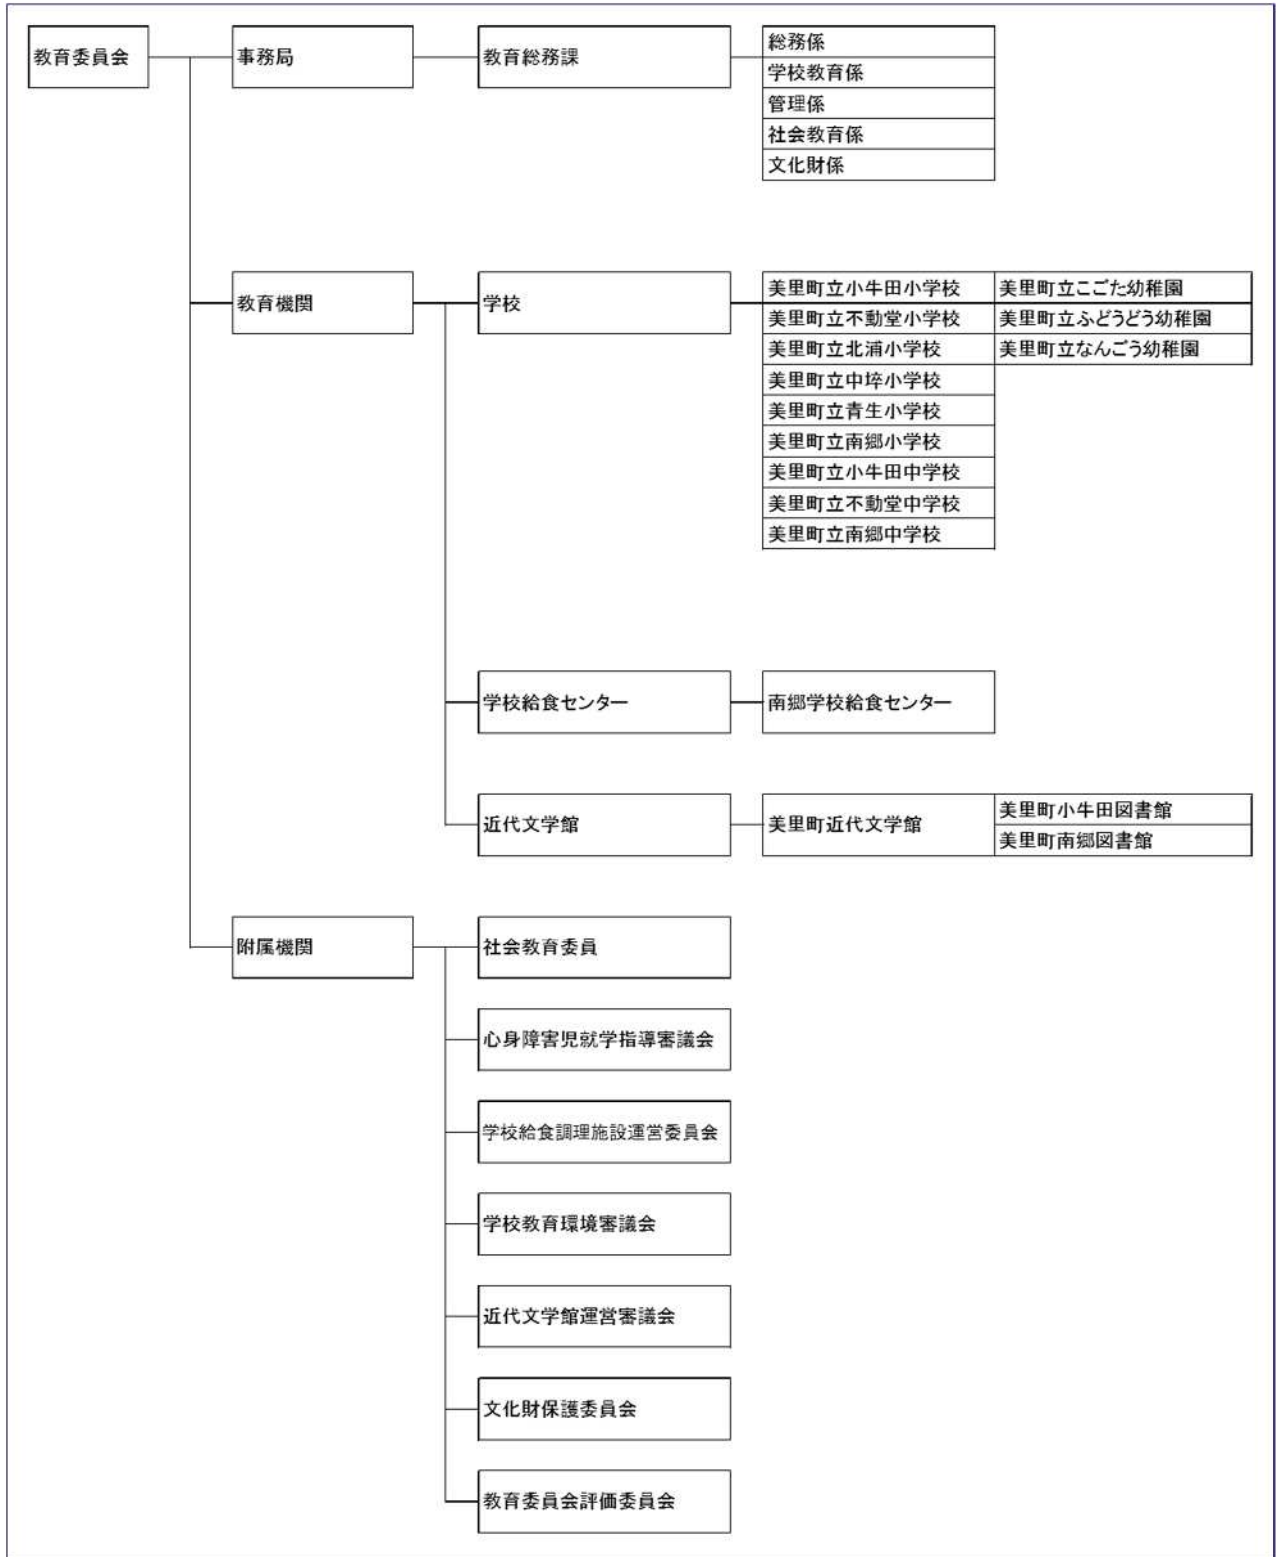 教育委員会
事務局
教育総務課
総務係
学校教育係
管理係
社会教育係
文化財係
教育機関
学校
美里町立小牛田小学校
美里町立こごた幼稚園
美里町立不動堂小学校
美里町立ふどうどう幼稚園
美里町立北浦小学校
美里町立なんごう幼稚園
美里町立中埣小学校
美里町立青生小学校
美里町立南郷小学校
美里町立小牛田中学校
美里町立不動堂中学校
美里町立南郷中学校
学校給食センター
南郷学校給食センター
近代文学館
美里町近代文学館
美里町小牛田図書館
美里町南郷図書館
附属機関
社会教育委員
心身障害児就学指導審議会
学校給食調理施設運営委員会
学校教育環境審議会
近代文学館運営審議会
文化財保護委員会
教育委員会評価委員会